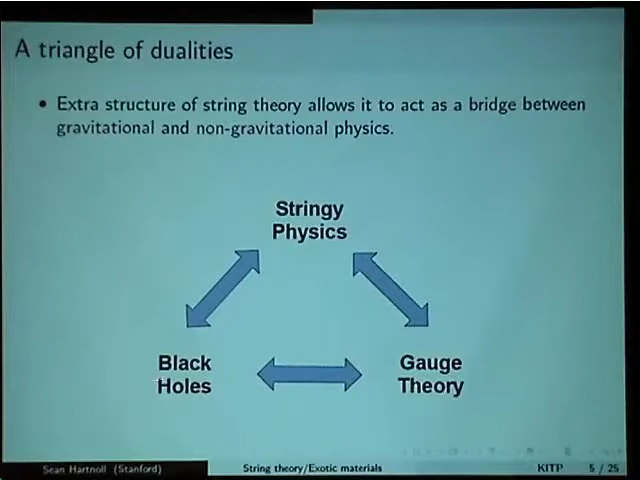 A triangle of dualities
• Extra structure of string theory allows it to act as a bridge between
gravitational and non-gravitational physics.
Stringy
Physics
Black
Holes
Gauge
Theory
Sean Hartnoll (Stanford)
String theory/Exotic materials
KITP
5 / 25